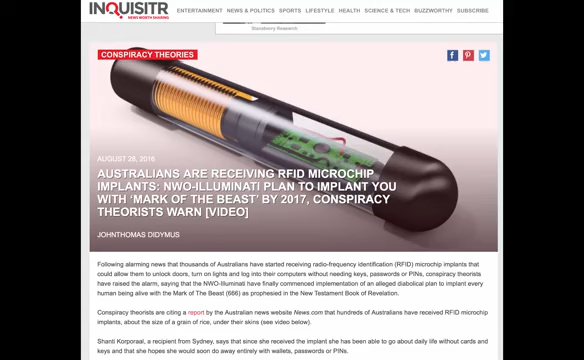 INQUISITR
NEWS WORTH SHARING
ENTERTAINMENT NEWS & POLITICS SPORTS LIFESTYLE HEALTH SCIENCE & TECH BUZZWORTHY SUBSCRIBE
Stansberry Research
CONSPIRACY THEORIES
AUGUST 28, 2016
AUSTRALIANS ARE RECEIVING RFID MICROCHIP
IMPLANTS: NWO-ILLUMINATI PLAN TO IMPLANT YOU
WITH ‘MARK OF THE BEAST’ BY 2017, CONSPIRACY
THEORISTS WARN [VIDEO]
JOHNTHOMAS DIDYMUS
Following alarming news that thousands of Australians have started receiving radio-frequency identification (RFID) microchip implants that
could allow them to unlock doors, turn on lights and log into their computers without needing keys, passwords or PINs, conspiracy theorists
have raised the alarm, saying that the NWO-Illuminati have finally commenced implementation of an alleged diabolical plan to implant
every human being alive with the Mark of The Beast (666) as prophesied in the New Testament Book of Revelation.
Conspiracy theorists are citing a report by the Australian news website News.com that hundreds of Australians have received RFID microchip
implants, about the size of a grain of rice, under their skins (see video below).
Shanti Korporaal, a recipient from Sydney, says that since she received the implant she has been able to go about daily life without cards and
keys and that she hopes she would soon do away entirely with wallets, passwords or PINs.